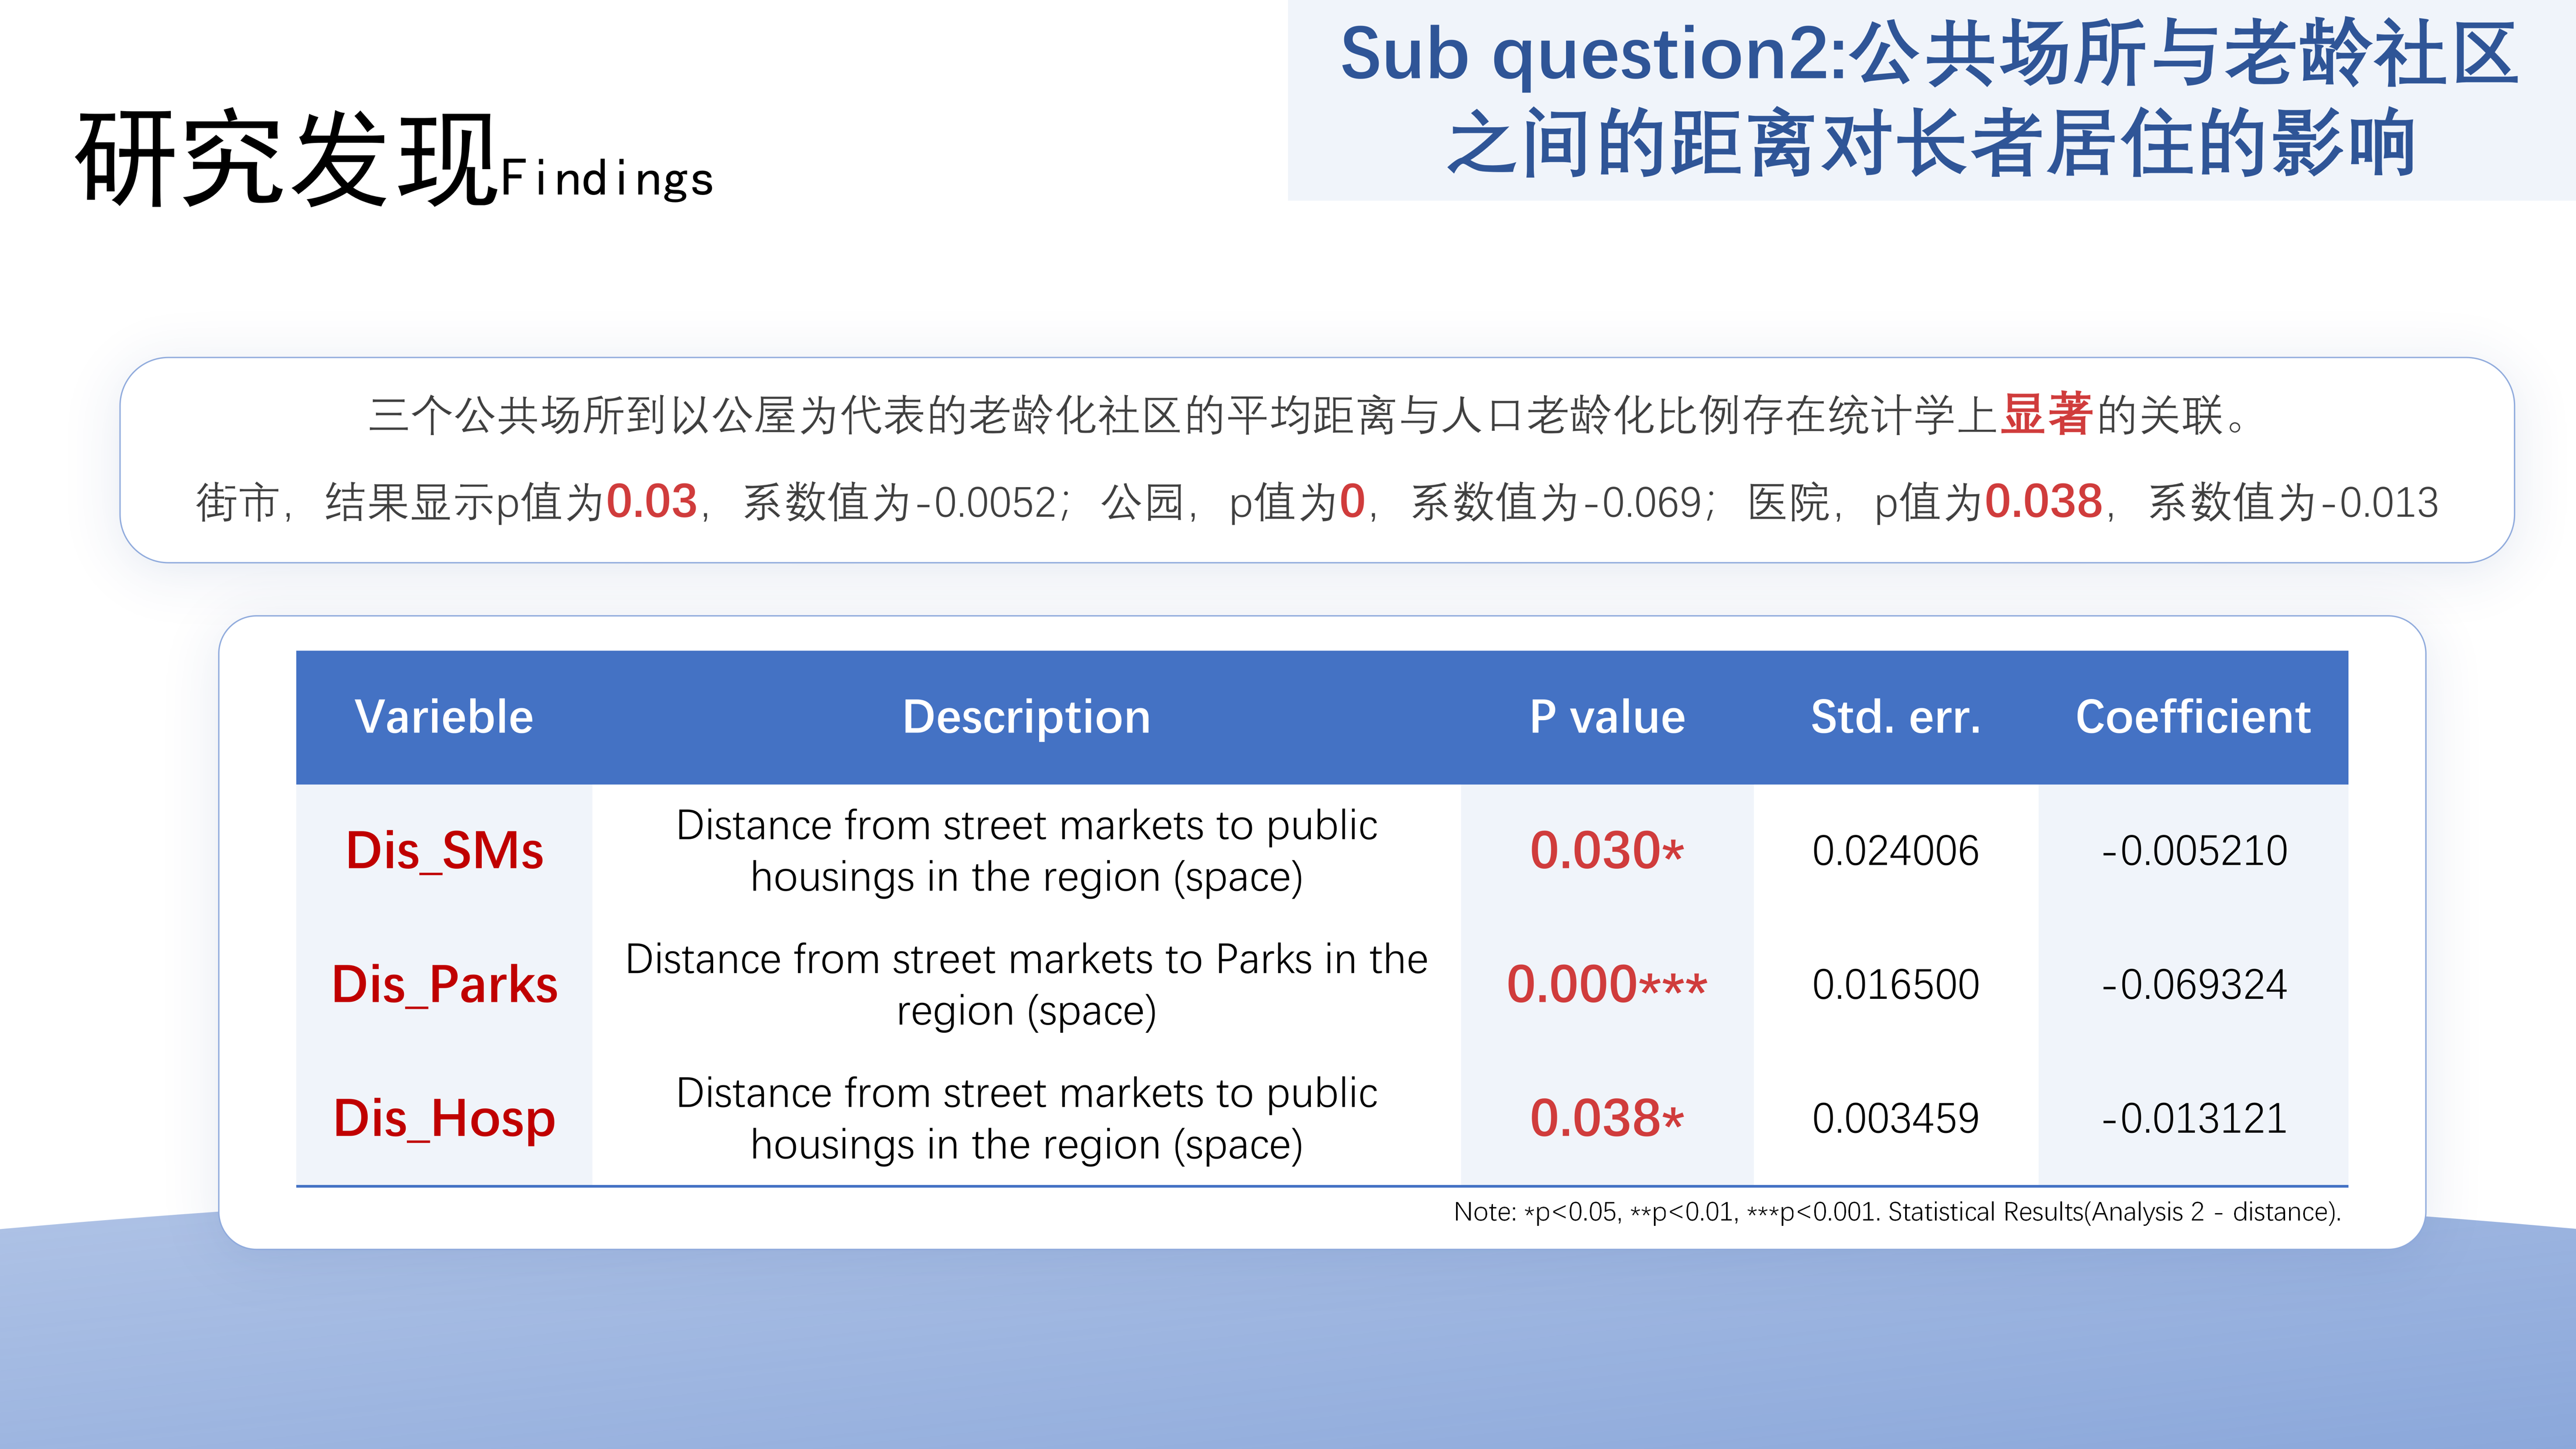 Sub question2:公共场所与老龄社区
之间的距离对长者居住的影响
研究发现Findings
三个公共场所到以公屋为代表的老龄化社区的平均距离与人口老龄化比例存在统计学上显著的关联。
街市，结果显示p值为0.03，系数值为-0.0052；公园，p值为0，系数值为-0.069；医院，p值为0.038，系数值为-0.013
Varieble Description P value Std. err. Coefficient
Dis_SMs Distance from street markets to public
housings in the region (space) 0.030* 0.024006 -0.005210
Dis_Parks Distance from street markets to Parks in the
region (space) 0.000*** 0.016500 -0.069324
Dis_Hosp Distance from street markets to public
housings in the region (space) 0.038* 0.003459 -0.013121
Note: *p<0.05, **p<0.01, ***p<0.001. Statistical Results(Analysis 2 - distance).